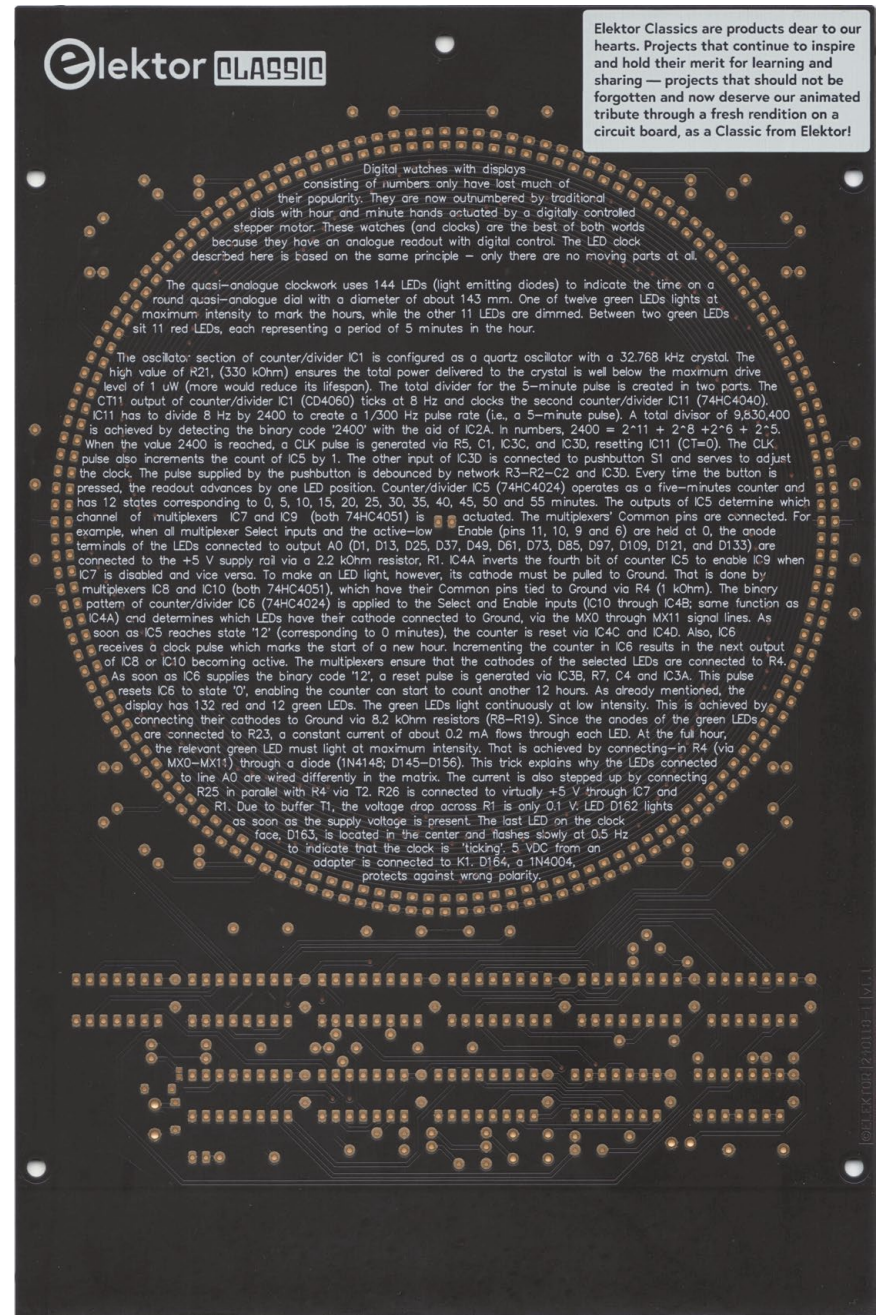 elektor CLASSIC
Elektor Classics are products dear to our
hearts. Projects that continue to inspire
and hold their merit for learning and
sharing — projects that should not be
forgotten and now deserve our animated
tribute through a fresh rendition on a
circuit board, as a Classic from Elektor!
Digital watches with displays
consisting of numbers only have lost much of
their popularity. They are now outnumbered by traditional
dials with hour and minute hands actuated by a digitally controlled
stepper motor. These watches (and clocks) are the best of both worlds
because they have an analogue readout with digital control. The LED clock
described here is based on the same principle – only there are no moving parts at all.
The quasi-analogue clockwork uses 144 LEDs (light emitting diodes) to indicate the time on a
round quasi-analogue dial with a diameter of about 143 mm. One of twelve green LEDs lights at
maximum intensity to mark the hours, while the other 11 LEDs are dimmed. Between two green LEDs
sit 11 red LEDs, each representing a period of 5 minutes in the hour.
The oscillator section of counter/divider IC1 is configured as a quartz oscillator with a 32.768 kHz crystal. The
high value of R21, (330 kOhm) ensures the total power delivered to the crystal is well below the maximum drive
level of 1 uW (more would reduce its lifespan). The total divider for the 5-minute pulse is created in two parts. The
CT11 output of counter/divider IC1 (CD4060) ticks at 8 Hz and clocks the second counter/divider IC11 (74HC4040).
IC11 has to divide 8 Hz by 2400 to create a 1/300 Hz pulse rate (i.e., a 5-minute pulse). A total divisor of 9,830,400
is achieved by detecting the binary code '2400' with the aid of IC2A. In numbers, 2400 = 2^11 + 2^8 +2^6 + 2^5.
When the value 2400 is reached, a CLK pulse is generated via R5, C1, IC3C, and IC3D, resetting IC11 (CT=0). The CLK
pulse also increments the count of IC5 by 1. The other input of IC3D is connected to pushbutton S1 and serves to adjust
the clock. The pulse supplied by the pushbutton is debounced by network R3-R2-C2 and IC3D. Every time the button is
pressed, the readout advances by one LED position. Counter/divider IC5 (74HC4024) operates as a five-minutes counter and
has 12 states corresponding to 0, 5, 10, 15, 20, 25, 30, 35, 40, 45, 50 and 55 minutes. The outputs of IC5 determine which
channel of multiplexers IC7 and IC9 (both 74HC4051) is actuated. The multiplexers' Common pins are connected. For
example, when all multiplexer Select inputs and the active-low Enable (pins 11, 10, 9 and 6) are held at 0, the anode
terminals of the LEDs connected to output A0 (D1, D13, D25, D37, D49, D61, D73, D85, D97, D109, D121, and D133) are
connected to the +5 V supply rail via a 2.2 kOhm resistor, R1. IC4A inverts the fourth bit of counter IC5 to enable IC9 when
IC7 is disabled and vice versa. To make an LED light, however, its cathode must be pulled to Ground. That is done by
multiplexers IC8 and IC10 (both 74HC4051), which have their Common pins tied to Ground via R4 (1 kOhm). The binary
pattern of counter/divider IC6 (74HC4024) is applied to the Select and Enable inputs (IC10 through IC4B; same function as
IC4A) and determines which LEDs have their cathode connected to Ground, via the MX0 through MX11 signal lines. As
soon as IC5 reaches state '12' (corresponding to 0 minutes), the counter is reset via IC4C and IC4D. Also, IC6
receives a clock pulse which marks the start of a new hour. Incrementing the counter in IC6 results in the next output
of IC8 or IC10 becoming active. The multiplexers ensure that the cathodes of the selected LEDs are connected to R4.
As soon as IC6 supplies the binary code '12', a reset pulse is generated via IC3B, R7, C4 and IC3A. This pulse
resets IC6 to state '0', enabling the counter can start to count another 12 hours. As already mentioned, the
display has 132 red and 12 green LEDs. The green LEDs light continuously at low intensity. This is achieved by
connecting their cathodes to Ground via 8.2 kOhm resistors (R8-R19). Since the anodes of the green LEDs
are connected to R23, a constant current of about 0.2 mA flows through each LED. At the full hour,
the relevant green LED must light at maximum intensity. That is achieved by connecting-in R4 (via
MX0-MX11) through a diode (1N4148; D145-D156). This trick explains why the LEDs connected
to line A0 are wired differently in the matrix. The current is also stepped up by connecting
R25 in parallel with R4 via T2. R26 is connected to virtually +5 V through IC7 and
R1. Due to buffer T1, the voltage drop across R1 is only 0.1 V. LED D162 lights
as soon as the supply voltage is present. The last LED on the clock
face, D163, is located in the center and flashes slowly at 0.5 Hz
to indicate that the clock is 'ticking'. 5 VDC from an
adapter is connected to K1. D164, a 1N4004,
protects against wrong polarity.
©ELEKTOR 240118-1 V1.1